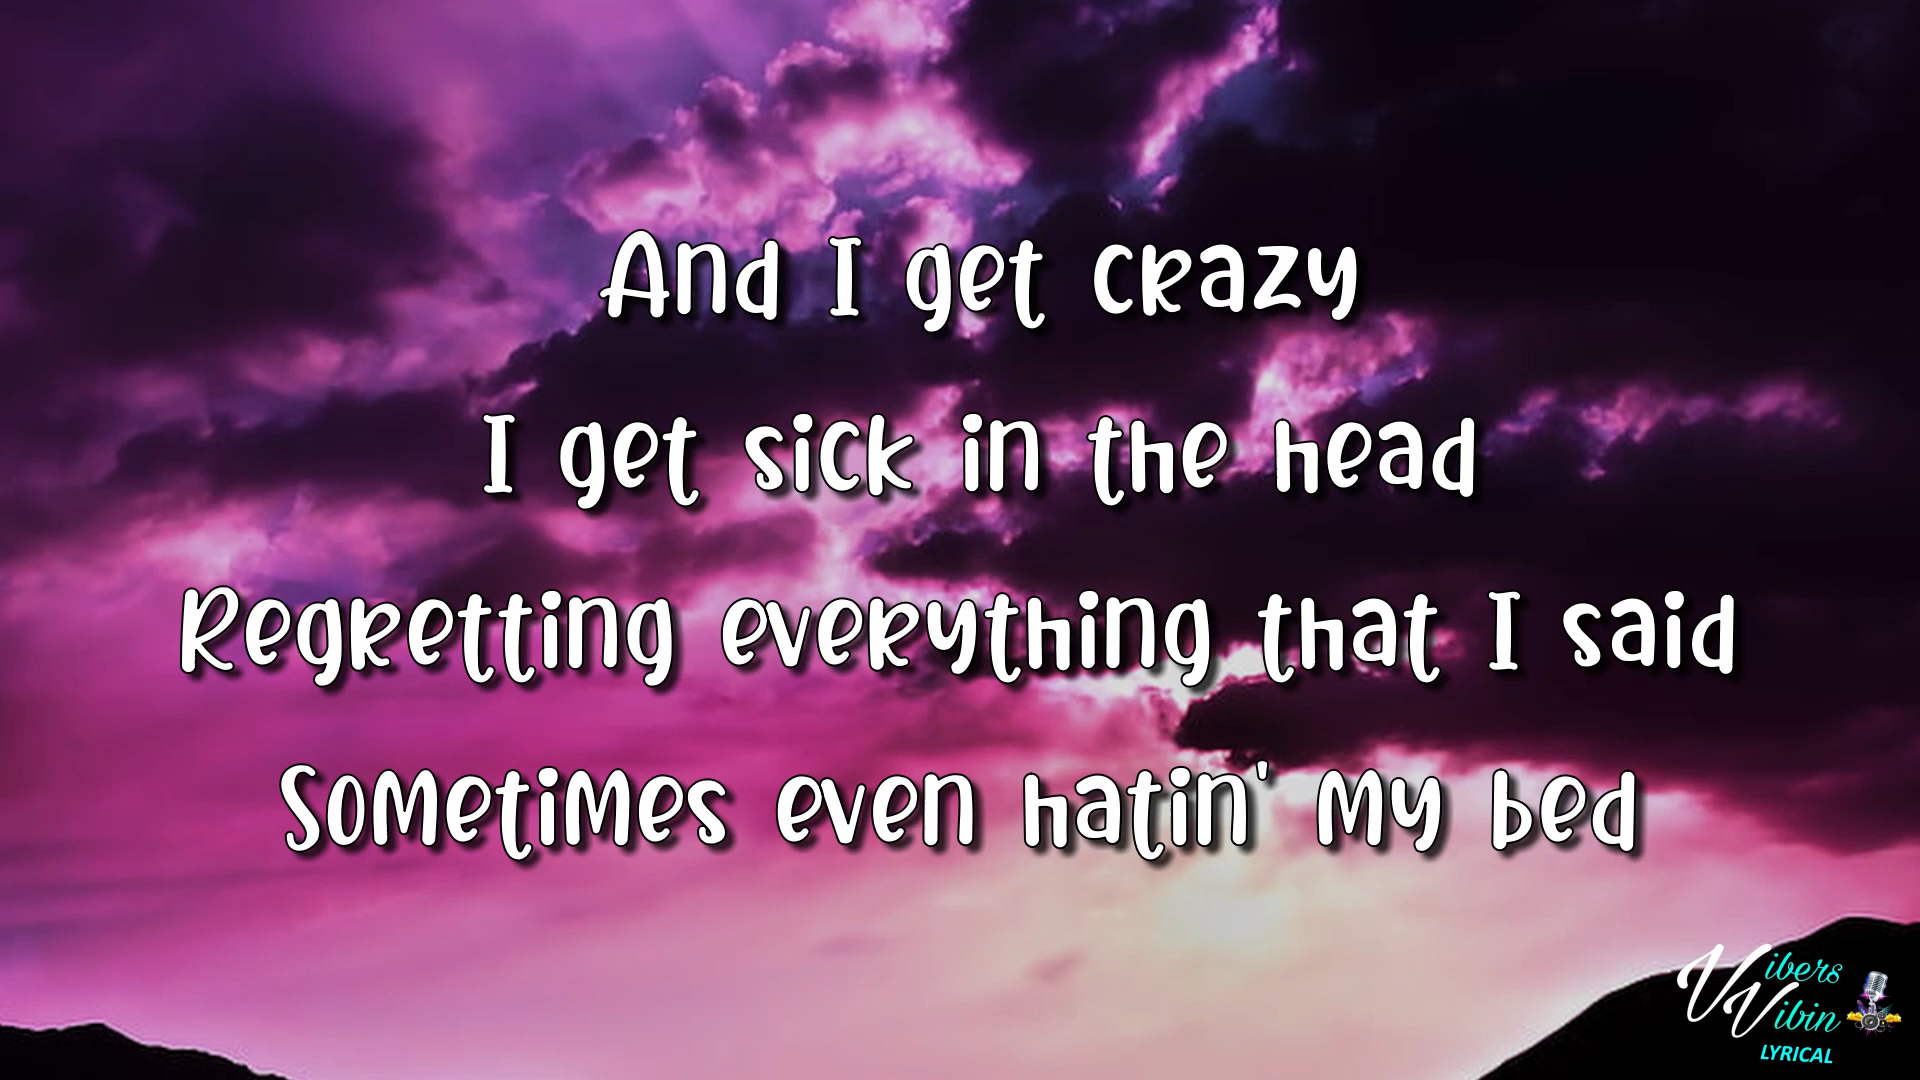 And I get crazy
I get sick in the head
Regretting everything that I said
Sometimes even hatin' my bed
Vibers
Vibin
LYRICAL